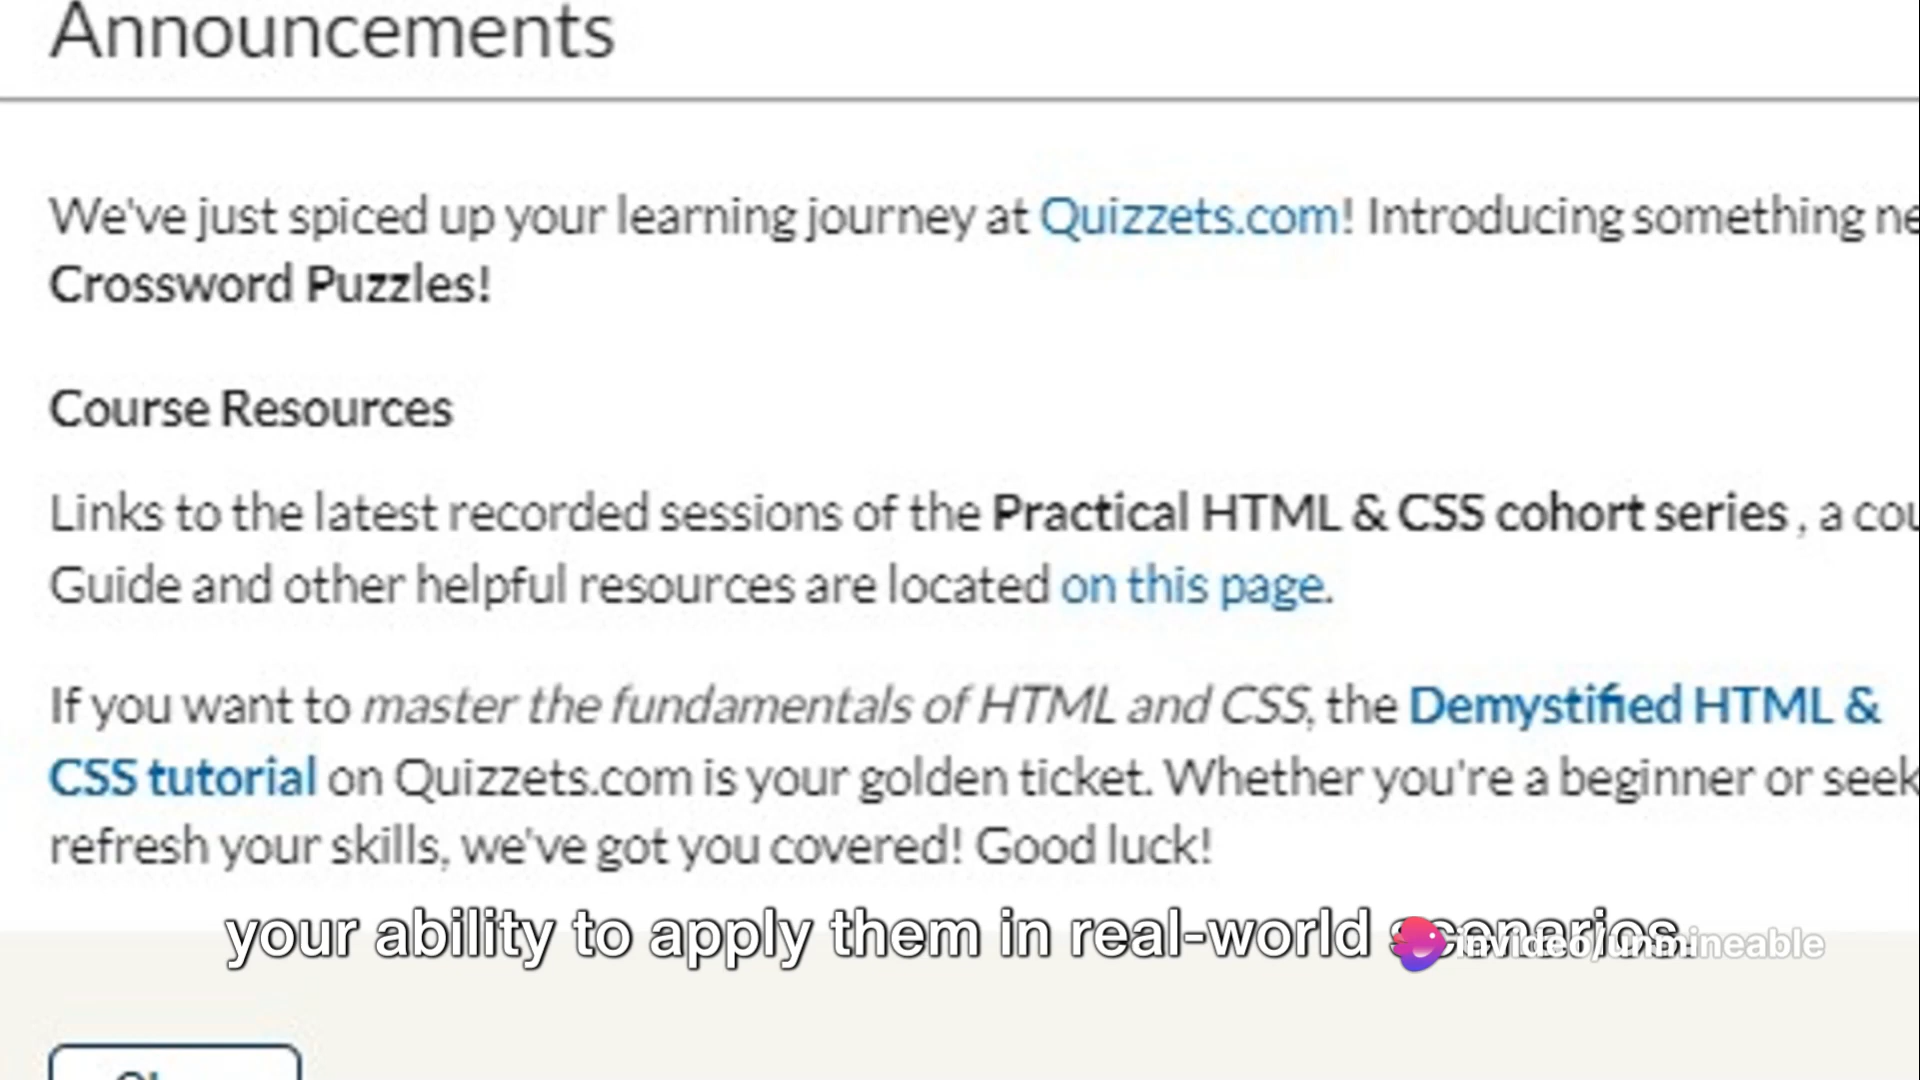 Announcements
We've just spiced up your learning journey at Quizzets.com! Introducing something
Crossword Puzzles!
Course Resources
Links to the latest recorded sessions of the Practical HTML & CSS cohort series , a
Guide and other helpful resources are located on this page.
If you want to master the fundamentals of HTML and CSS, the Demystified HTML &
CSS tutorial on Quizzets.com is your golden ticket. Whether you're a beginner or
refresh your skills, we've got you covered! Good luck!
your ability to apply them in real-world scenarios.
invideo/unmineable